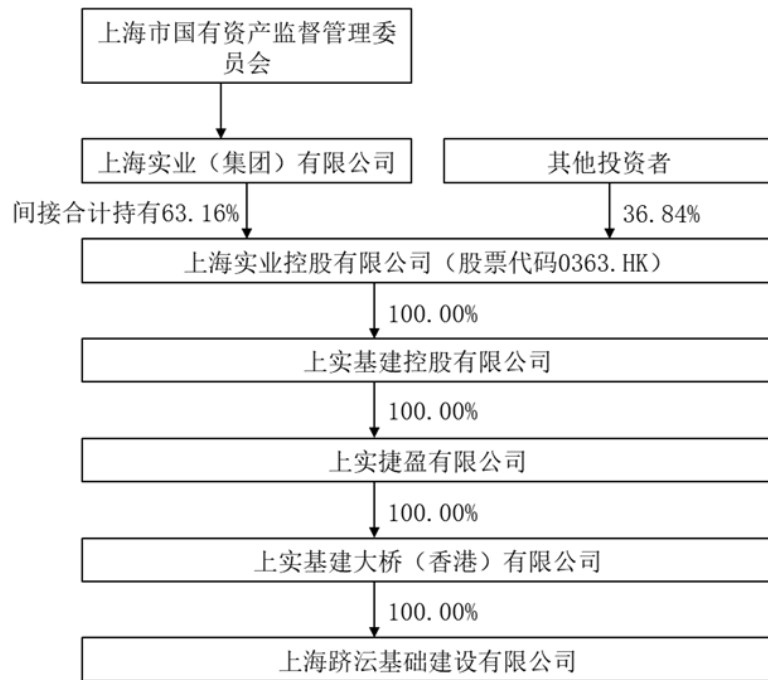 上海市国有资产监督管理委
员会
上海实业（集团）有限公司
其他投资者
间接合计持有63.16%
36.84%
上海实业控股有限公司（股票代码0363.HK）
100.00%
上实基建控股有限公司
100.00%
上实捷盈有限公司
100.00%
上实基建大桥（香港）有限公司
100.00%
上海跻沄基础建设有限公司